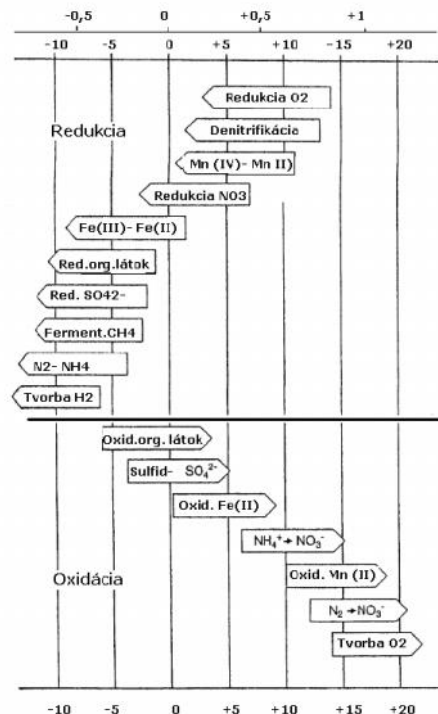 -0,5 0 +0,5 +1
-10 -5 0 +5 +10 -15 +20
Redukcia O2
Redukcia
Denitrifikácia
Mn (IV)- Mn II)
Redukcia NO3
Fe(III)- Fe(II)
Red.org.látok
Red. SO42-
Ferment.CH4
N2- NH4
Tvorba H2
Oxid.org. látok
Sulfid- SO₄²⁻
Oxid. Fe(II)
NH₄⁺→NO₃⁻
Oxidácia
Oxid. Mn (II)
N₂→NO₃⁻
Tvorba O2
-10 -5 0 +5 +10 -15 +20